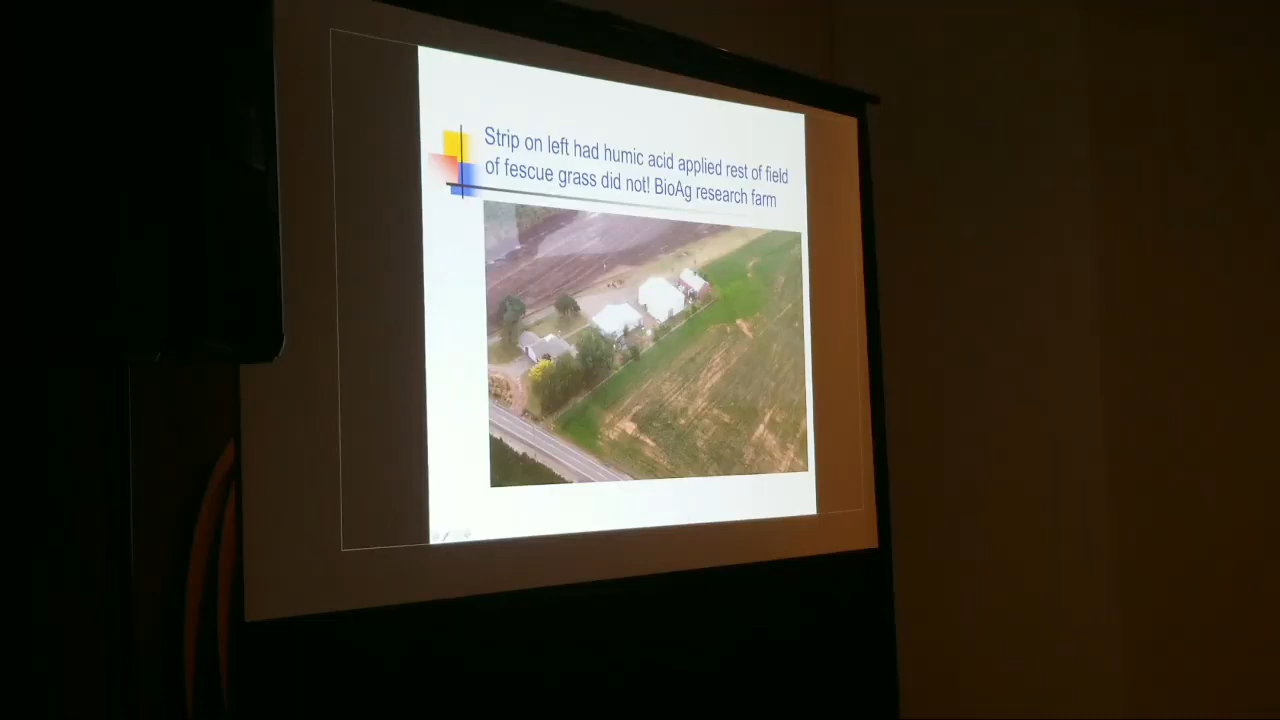 Strip on left had humic acid applied rest of field
of fescue grass did not! BioAg research farm